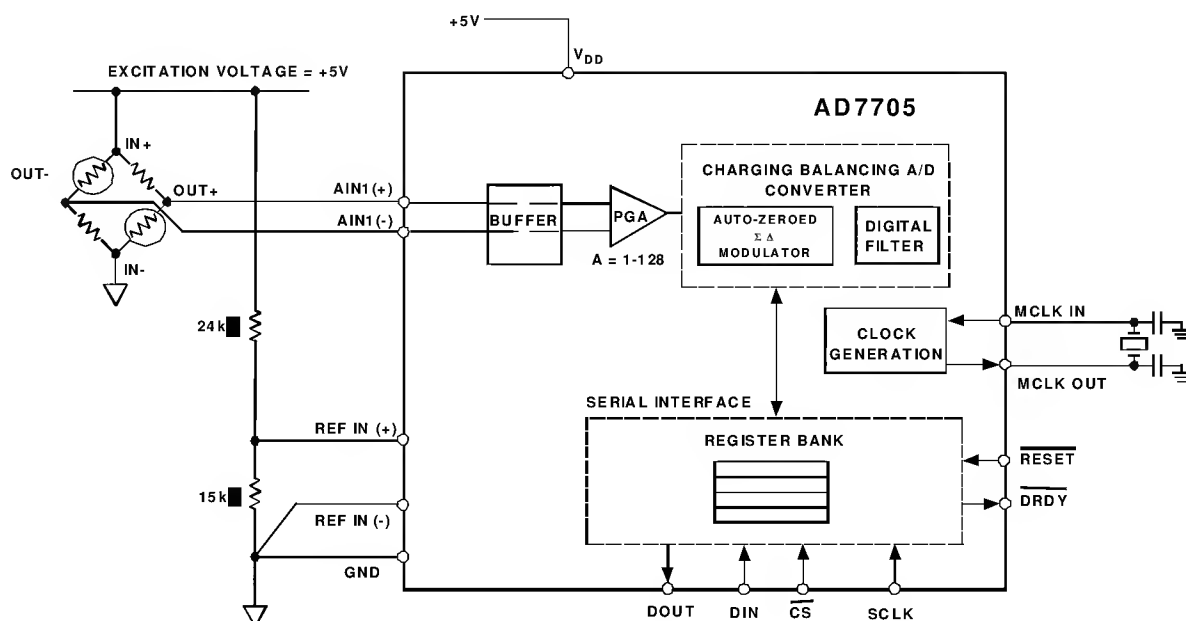 +5V
VDD
EXCITATION VOLTAGE = +5V
AD7705
IN+
OUT-
OUT+
AIN1(+)
AIN1(-)
BUFFER
PGA
A = 1-128
CHARGING BALANCING A/D
CONVERTER
AUTO-ZEROED
Σ Δ
MODULATOR
DIGITAL
FILTER
IN-
24k
MCLK IN
CLOCK
GENERATION
MCLK OUT
SERIAL INTERFACE
REGISTER BANK
REF IN (+)
RESET
15k
DRDY
REF IN (-)
GND
DOUT
DIN
CS
SCLK